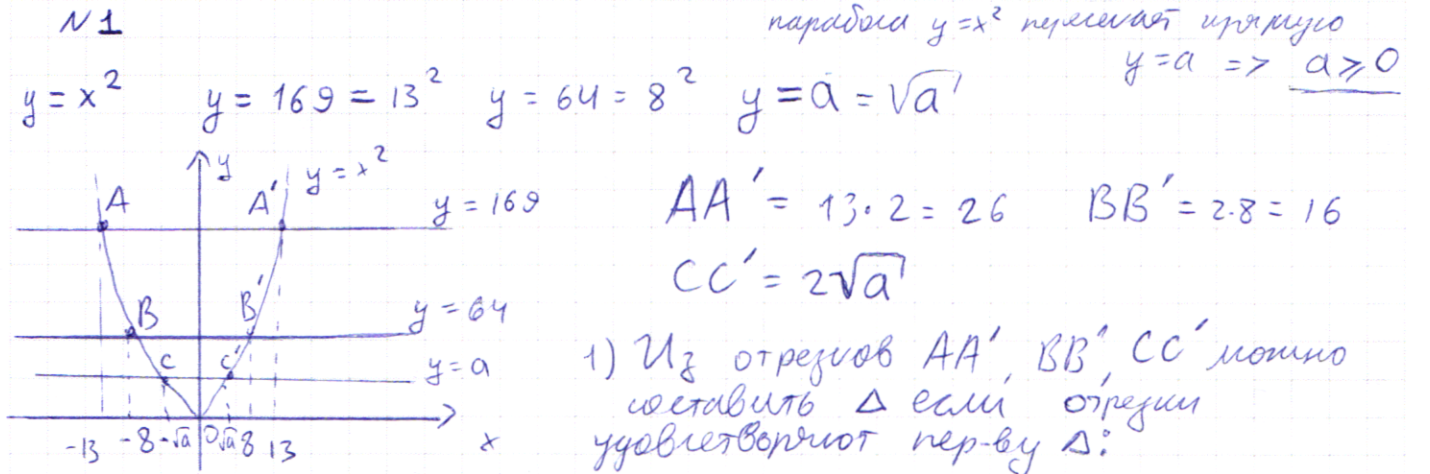 N 1
парабола y = x² пересекает прямую
y = a => a ⩾ 0
y = x² y = 169 = 13² y = 64 = 8² y = a = √a
y
y = x²
A A' y = 169
AA' = 13·2 = 26 BB' = 2·8 = 16
CC' = 2√a
B B' y = 64
C C' y = a
-13 -8 -√a 0 √a 8 13 x
1) Из отрезков AA', BB', CC' можно
составить Δ если отрезки
удовлетворяют нер-ву Δ: